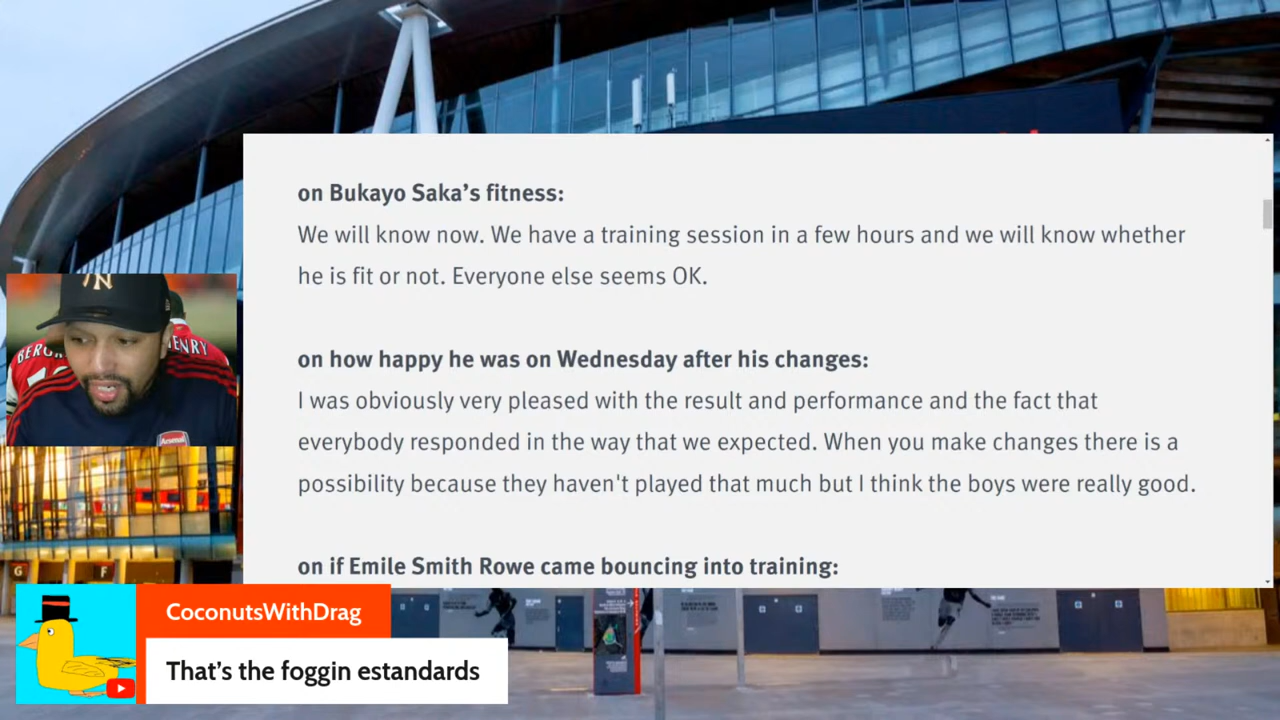 on Bukayo Saka’s fitness:
We will know now. We have a training session in a few hours and we will know whether
he is fit or not. Everyone else seems OK.
on how happy he was on Wednesday after his changes:
I was obviously very pleased with the result and performance and the fact that
everybody responded in the way that we expected. When you make changes there is a
possibility because they haven't played that much but I think the boys were really good.
on if Emile Smith Rowe came bouncing into training:
ENRY
Arsenal
G
F
CoconutsWithDrag
That’s the foggin estandards